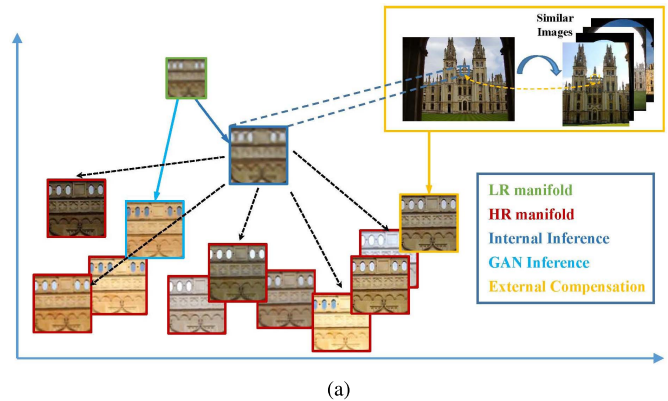 Similar
Images
LR manifold
HR manifold
Internal Inference
GAN Inference
External Compensation
(a)